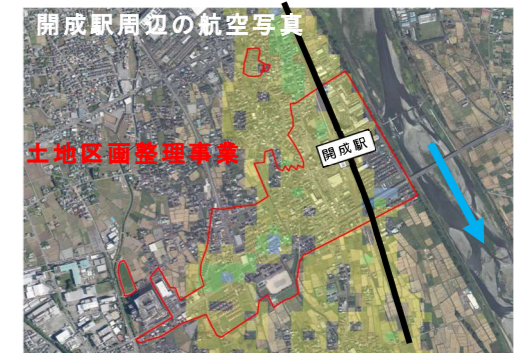 開成駅周辺の航空写真
土地区画整理事業
開成駅